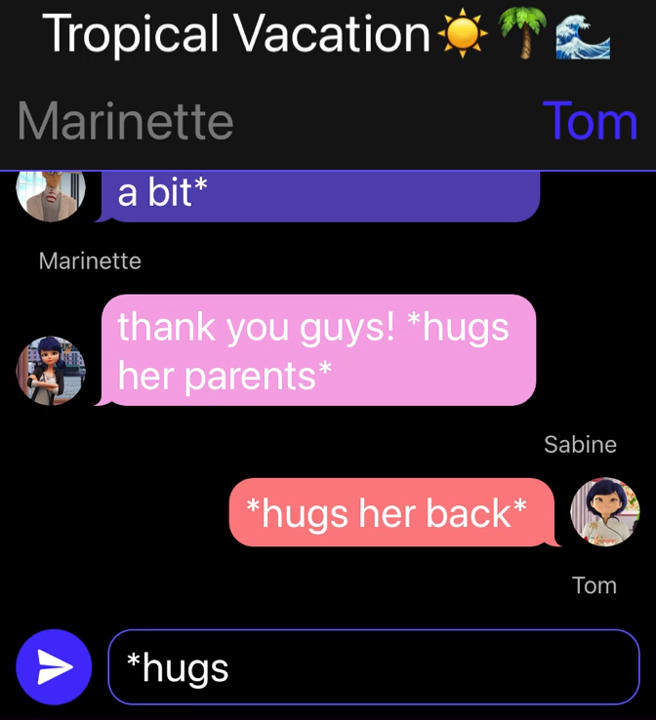 Tropical Vacation☀️🌴🌊
Marinette Tom
a bit*
Marinette
thank you guys! *hugs
her parents*
Sabine
*hugs her back*
Tom
*hugs